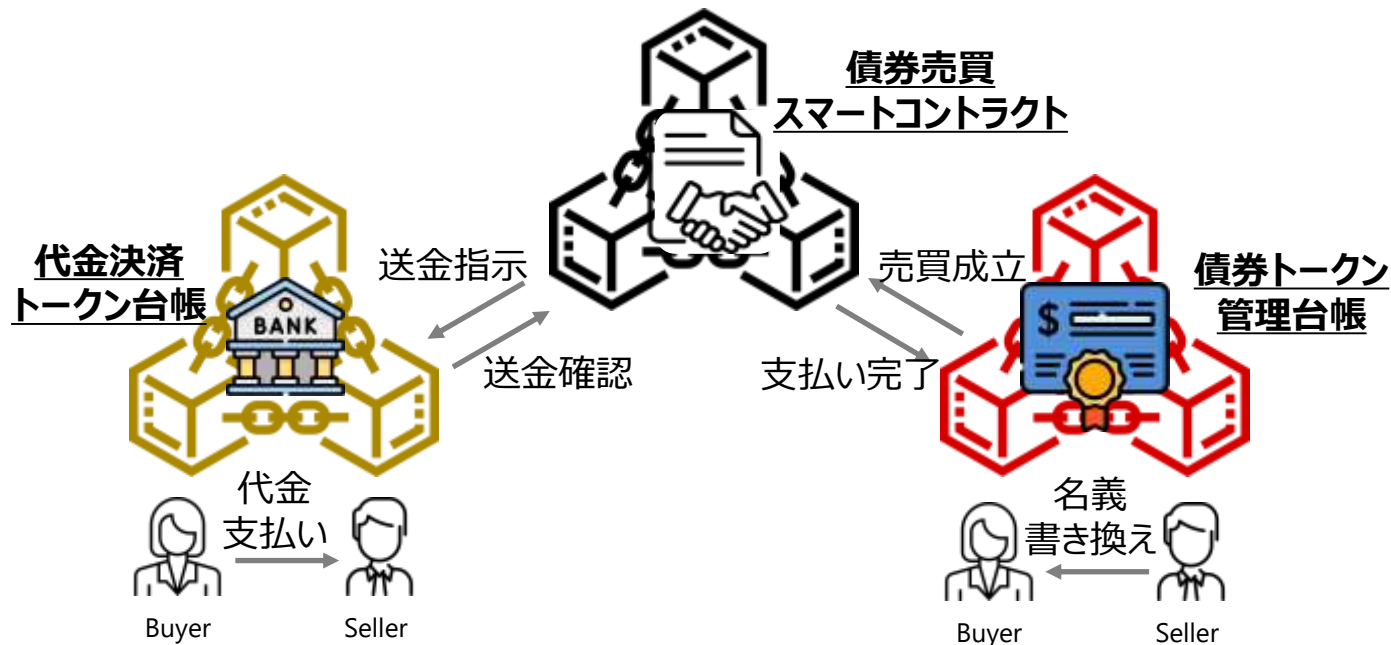 債券売買
スマートコントラクト
代金決済
トークン台帳
BANK
送金指示
送金確認
売買成立
支払い完了
債券トークン
管理台帳
$
代金
支払い
Buyer
Seller
名義
書き換え
Buyer
Seller